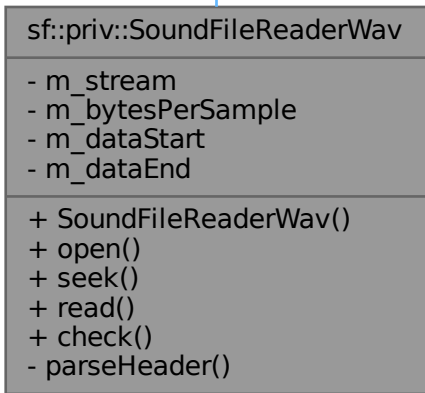 sf::priv::SoundFileReaderWav
- m_stream
- m_bytesPerSample
- m_dataStart
- m_dataEnd
+ SoundFileReaderWav()
+ open()
+ seek()
+ read()
+ check()
- parseHeader()